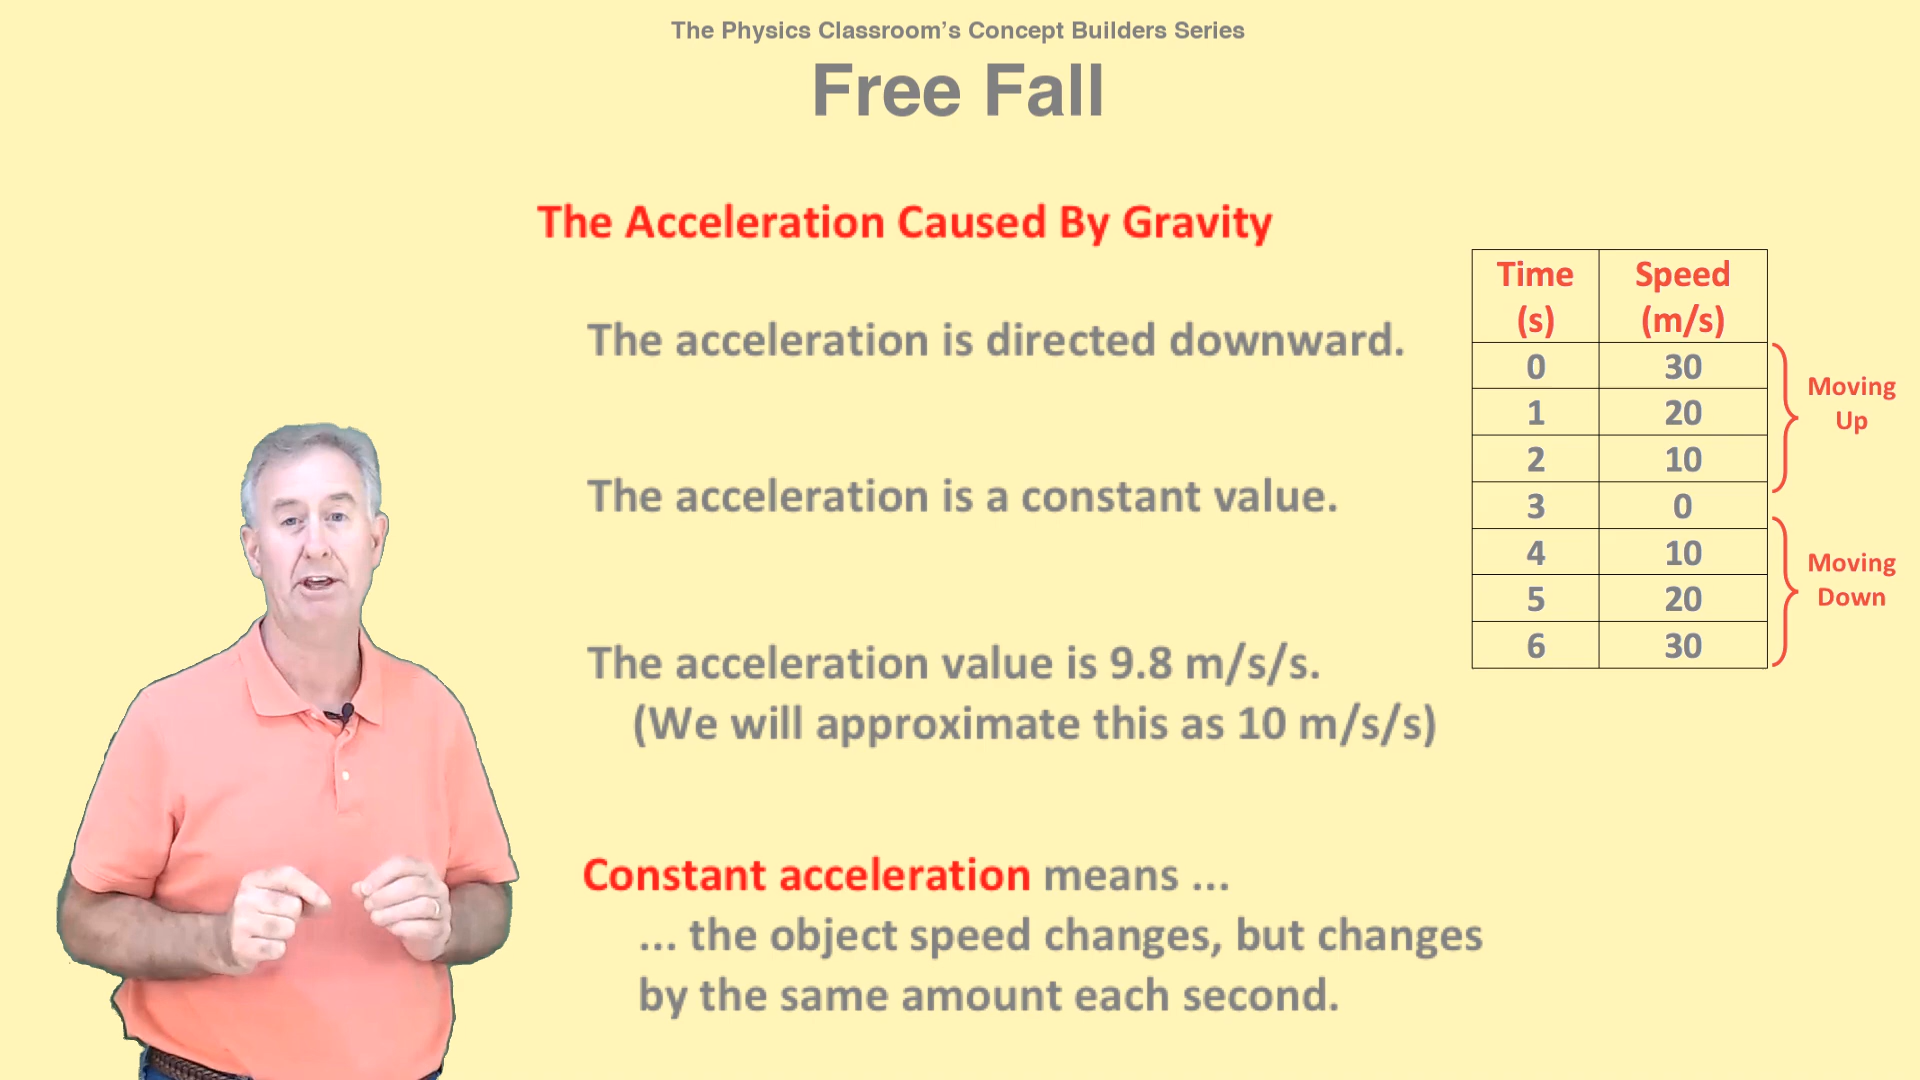 The Physics Classroom’s Concept Builders Series
Free Fall
The Acceleration Caused By Gravity
The acceleration is directed downward.
The acceleration is a constant value.
The acceleration value is 9.8 m/s/s.
(We will approximate this as 10 m/s/s)
Constant acceleration means ...
... the object speed changes, but changes
by the same amount each second.
Time Speed
(s) (m/s)
0 30
1 20
2 10
3 0
4 10
5 20
6 30
Moving
Up
Moving
Down